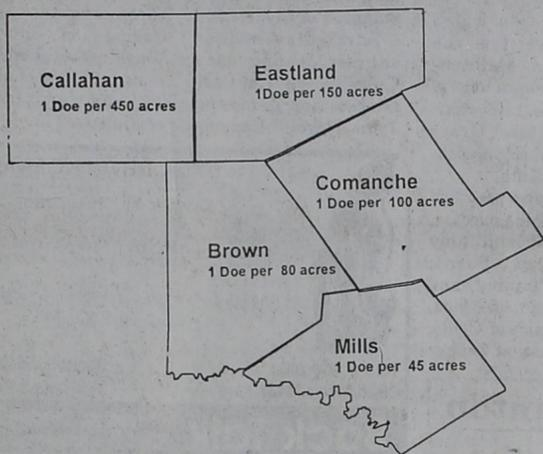 Callahan
1 Doe per 450 acres
Eastland
1Doe per 150 acres
Comanche
1 Doe per 100 acres
Brown
1 Doe per 80 acres
Mills
1 Doe per 45 acres